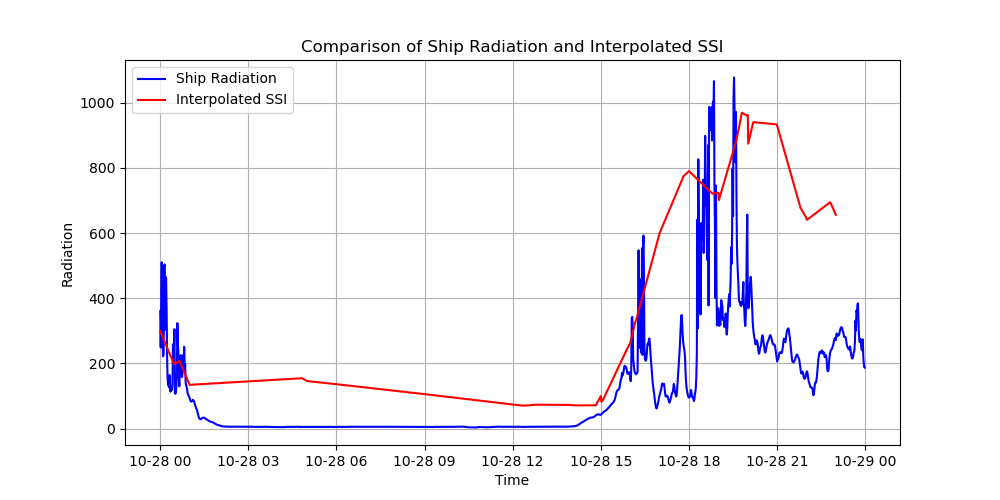 Comparison of Ship Radiation and Interpolated SSI
Ship Radiation
Interpolated SSI
Radiation
1000
800
600
400
200
0
10-28 00 10-28 03 10-28 06 10-28 09 10-28 12 10-28 15 10-28 18 10-28 21 10-29 00
Time